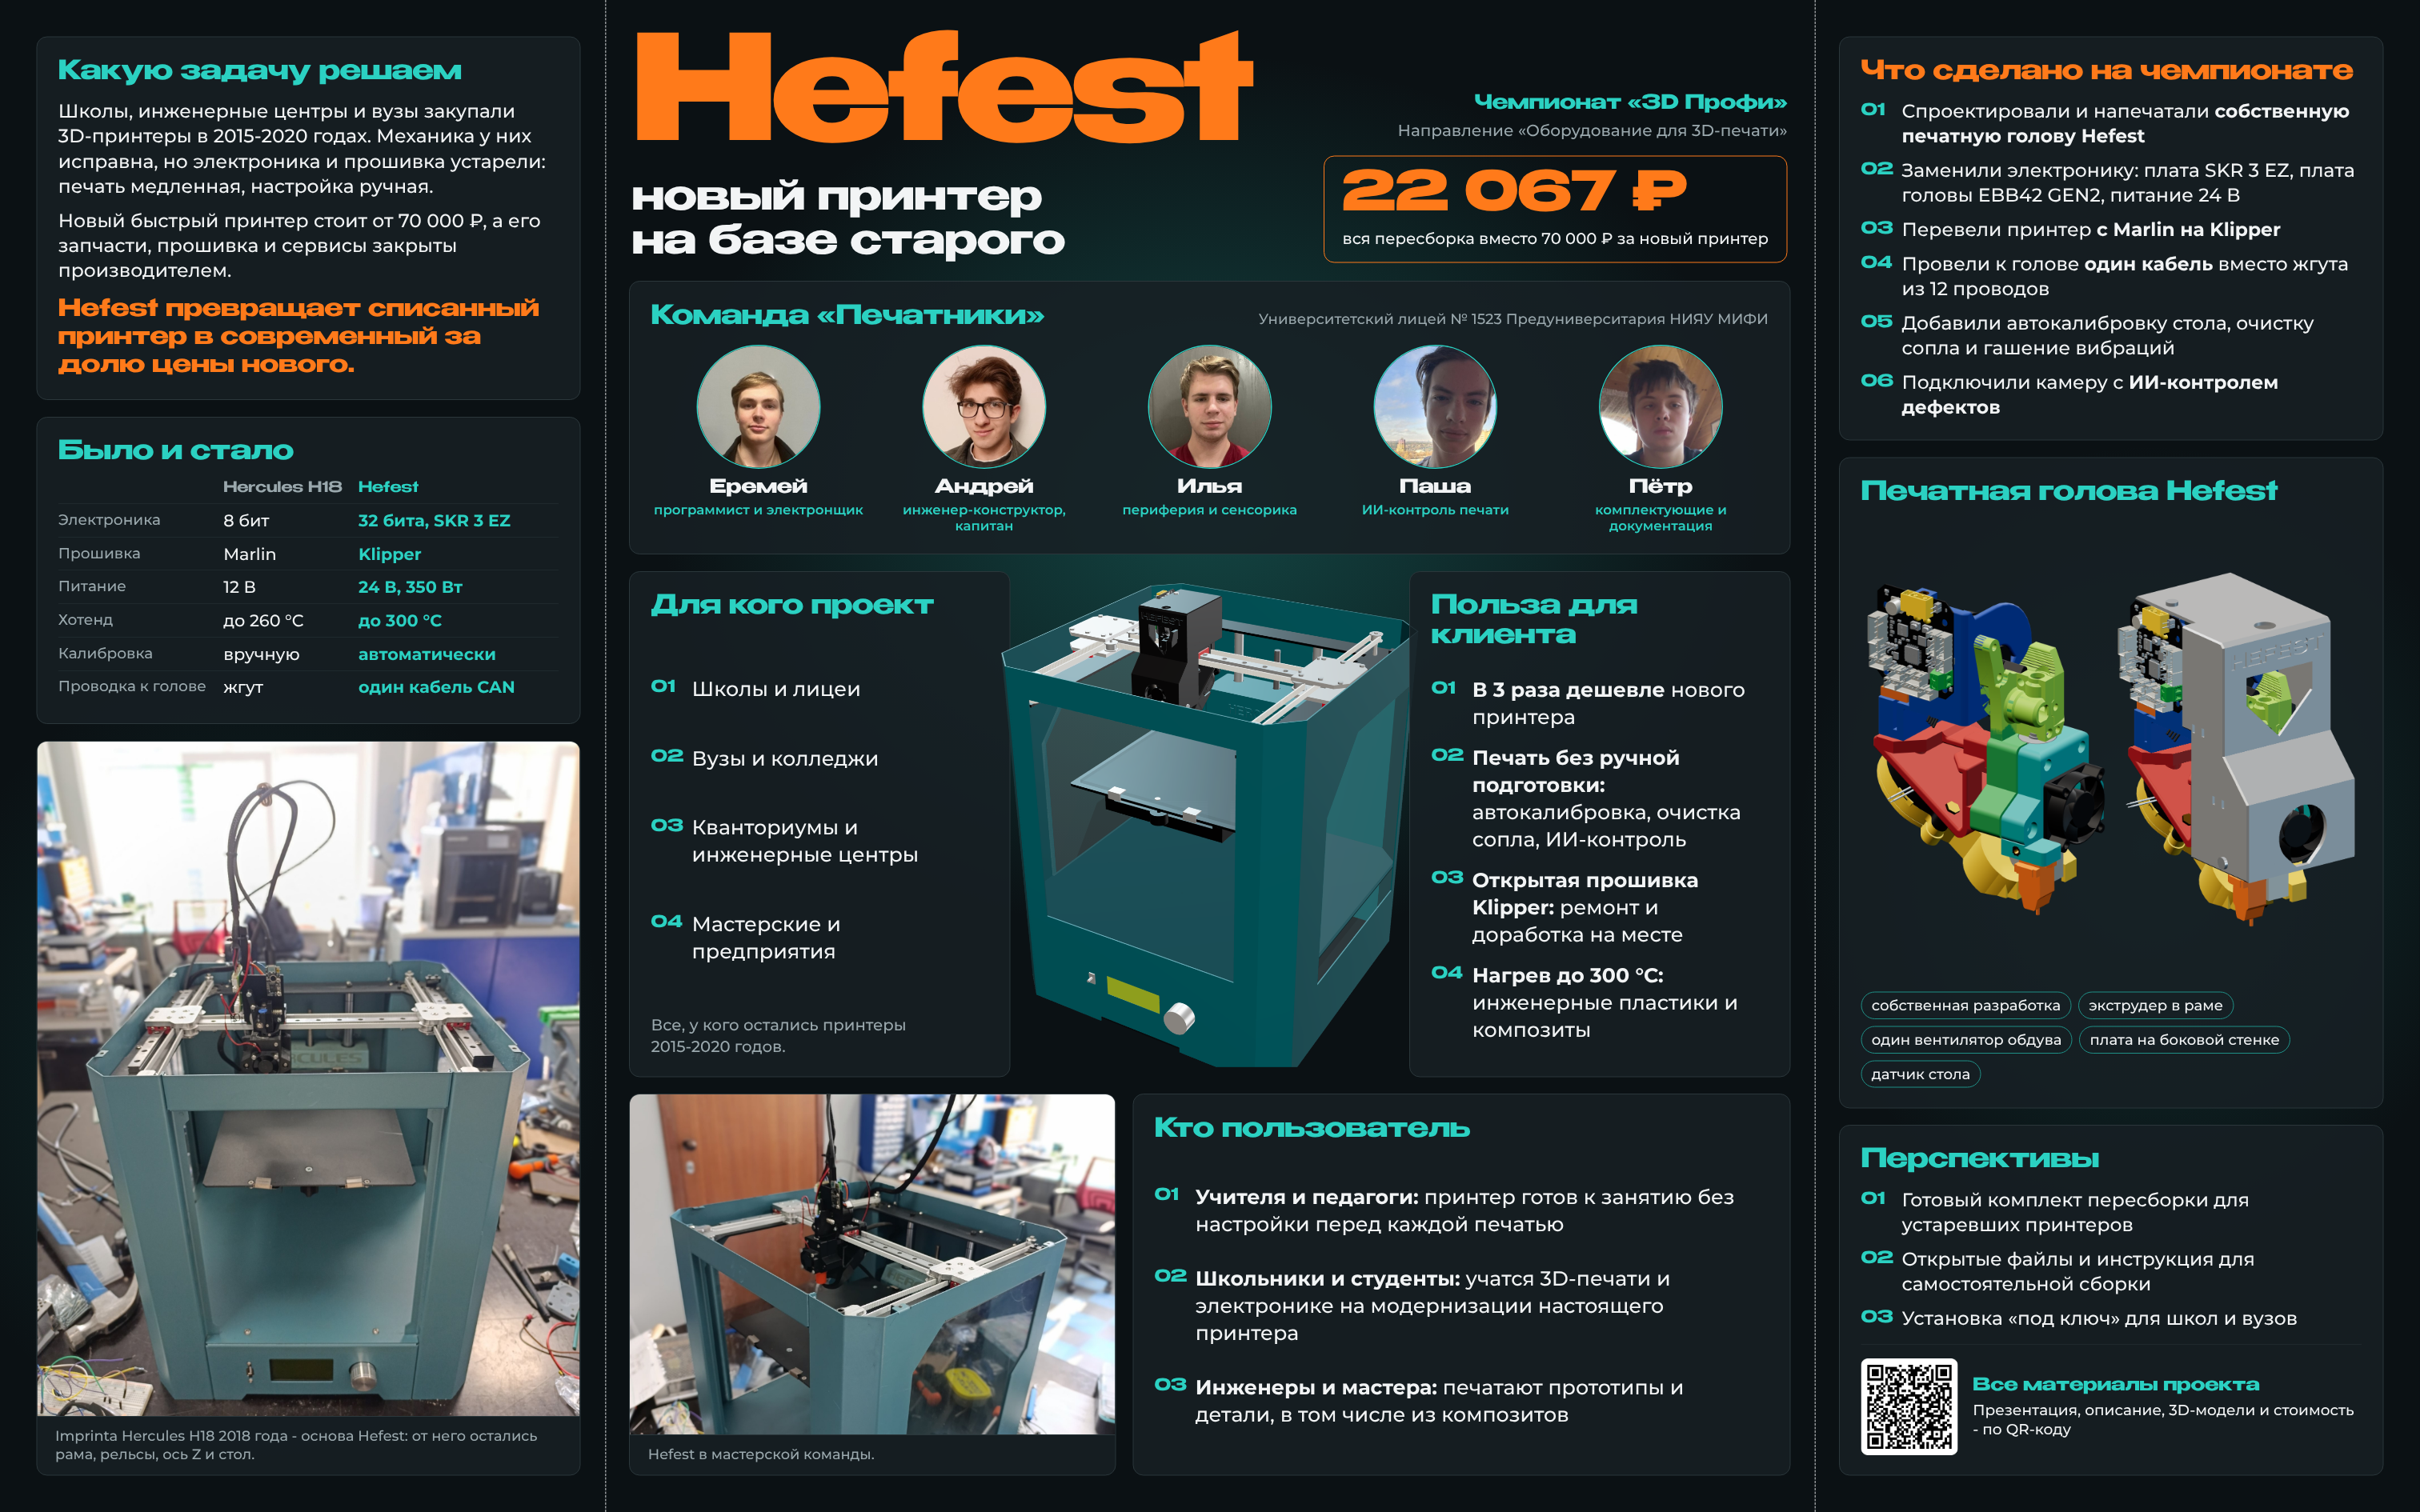 Какую задачу решаем
Школы, инженерные центры и вузы закупали
3D-принтеры в 2015-2020 годах. Механика у них
исправна, но электроника и прошивка устарели:
печать медленная, настройка ручная.
Новый быстрый принтер стоит от 70 000 ₽, а его
запчасти, прошивка и сервисы закрыты
производителем.
Hefest превращает списанный
принтер в современный за
долю цены нового.
Было и стало
Hercules H18 Hefest
Электроника 8 бит 32 бита, SKR 3 EZ
Прошивка Marlin Klipper
Питание 12 В 24 В, 350 Вт
Хотенд до 260 °C до 300 °C
Калибровка вручную автоматически
Проводка к голове жгут один кабель CAN
Imprinta Hercules H18 2018 года - основа Hefest: от него остались
рама, рельсы, ось Z и стол.
Hefest
новый принтер
на базе старого
Чемпионат «3D Профи»
Направление «Оборудование для 3D-печати»
22 067 ₽
вся пересборка вместо 70 000 ₽ за новый принтер
Команда «Печатники»
Университетский лицей № 1523 Предуниверситария НИЯУ МИФИ
Еремей
программист и электронщик
Андрей
инженер-конструктор,
капитан
Илья
периферия и сенсорика
Паша
ИИ-контроль печати
Пётр
комплектующие и
документация
Для кого проект
01 Школы и лицеи
02 Вузы и колледжи
03 Кванториумы и
инженерные центры
04 Мастерские и
предприятия
Все, у кого остались принтеры
2015-2020 годов.
HEFEST
Польза для
клиента
01 В 3 раза дешевле нового
принтера
02 Печать без ручной
подготовки:
автокалибровка, очистка
сопла, ИИ-контроль
03 Открытая прошивка
Klipper: ремонт и
доработка на месте
04 Нагрев до 300 °C:
инженерные пластики и
композиты
Hefest в мастерской команды.
Кто пользователь
01 Учителя и педагоги: принтер готов к занятию без
настройки перед каждой печатью
02 Школьники и студенты: учатся 3D-печати и
электронике на модернизации настоящего
принтера
03 Инженеры и мастера: печатают прототипы и
детали, в том числе из композитов
Что сделано на чемпионате
01 Спроектировали и напечатали собственную
печатную голову Hefest
02 Заменили электронику: плата SKR 3 EZ, плата
головы EBB42 GEN2, питание 24 В
03 Перевели принтер с Marlin на Klipper
04 Провели к голове один кабель вместо жгута
из 12 проводов
05 Добавили автокалибровку стола, очистку
сопла и гашение вибраций
06 Подключили камеру с ИИ-контролем
дефектов
Печатная голова Hefest
HEFEST
собственная разработка
экструдер в раме
один вентилятор обдува
плата на боковой стенке
датчик стола
Перспективы
01 Готовый комплект пересборки для
устаревших принтеров
02 Открытые файлы и инструкция для
самостоятельной сборки
03 Установка «под ключ» для школ и вузов
Все материалы проекта
Презентация, описание, 3D-модели и стоимость
- по QR-коду